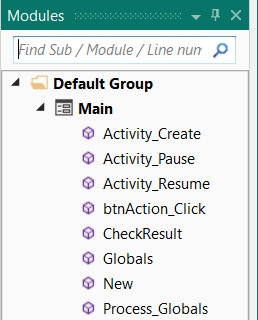 Modules
Find Sub / Module / Line num
Default Group
Main
Activity_Create
Activity_Pause
Activity_Resume
btnAction_Click
CheckResult
Globals
New
Process_Globals